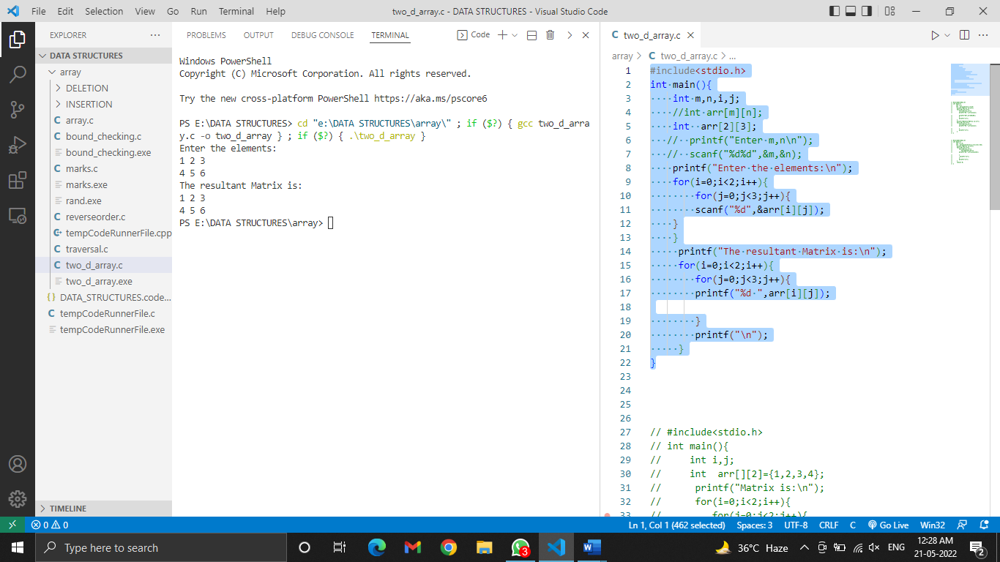 File Edit Selection View Go Run Terminal Help
two_d_array.c - DATA STRUCTURES - Visual Studio Code
EXPLORER
DATA STRUCTURES
array
DELETION
INSERTION
array.c
bound_checking.c
bound_checking.exe
marks.c
marks.exe
rand.exe
reverseorder.c
tempCodeRunnerFile.cpp
traversal.c
two_d_array.c
two_d_array.exe
DATA_STRUCTURES.code...
tempCodeRunnerFile.c
tempCodeRunnerFile.exe
TIMELINE
PROBLEMS OUTPUT DEBUG CONSOLE TERMINAL
Code
Windows PowerShell
Copyright (C) Microsoft Corporation. All rights reserved.
Try the new cross-platform PowerShell https://aka.ms/pscore6
PS E:\DATA STRUCTURES> cd "e:\DATA STRUCTURES\array\" ; if ($?) { gcc two_d_arra
y.c -o two_d_array } ; if ($?) { .\two_d_array }
Enter the elements:
1 2 3
4 5 6
The resultant Matrix is:
1 2 3
4 5 6
PS E:\DATA STRUCTURES\array>
C two_d_array.c
array > C two_d_array.c > ...
1 #include<stdio.h>
2 int main(){
3 int m,n,i,j;
4 //int arr[m][n];
5 int arr[2][3];
6 // printf("Enter m,n\n");
7 // scanf("%d%d",&m,&n);
8 printf("Enter the elements:\n");
9 for(i=0;i<2;i++){
10 for(j=0;j<3;j++){
11 scanf("%d",&arr[i][j]);
12 }
13 }
14 printf("The resultant Matrix is:\n");
15 for(i=0;i<2;i++){
16 for(j=0;j<3;j++){
17 printf("%d ",arr[i][j]);
18
19 }
20 printf("\n");
21 }
22 }
23
24
25
26
27 // #include<stdio.h>
28 // int main(){
29 // int i,j;
30 // int arr[][2]={1,2,3,4};
31 // printf("Matrix is:\n");
32 // for(i=0;i<2;i++){
33 // for(j=0;j<2;j++){
0 0
Ln 1, Col 1 (462 selected) Spaces: 3 UTF-8 CRLF C Go Live Win32
Type here to search
3
36°C Haze
ENG
12:28 AM
21-05-2022
2